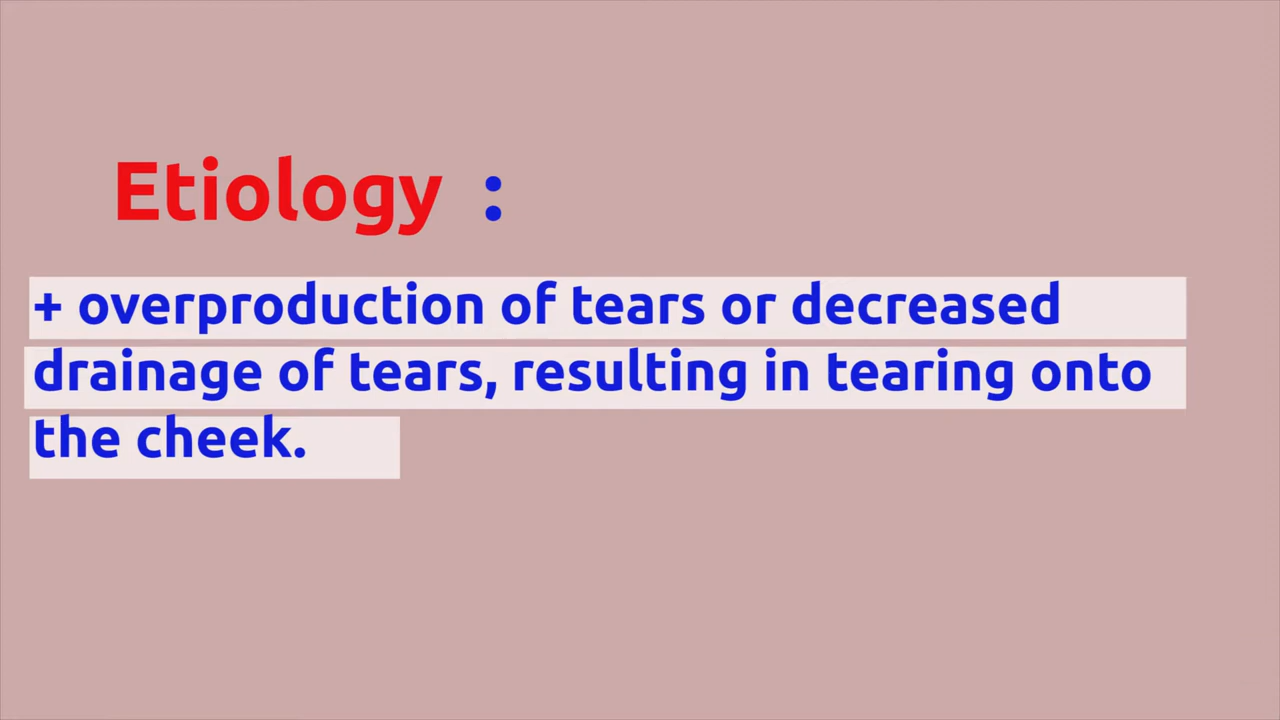 Etiology :
+ overproduction of tears or decreased
drainage of tears, resulting in tearing onto
the cheek.